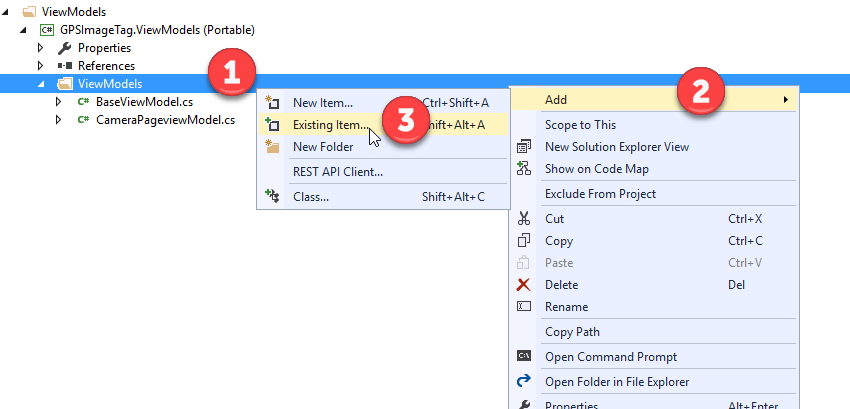 ViewModels
C# GPSImageTag.ViewModels (Portable)
Properties
References
ViewModels
C# BaseViewModel.cs
C# CameraPageviewModel.cs
1
New Item... Ctrl+Shift+A
Existing Item... Shift+Alt+A
3
New Folder
REST API Client...
Class... Shift+Alt+C
Add
2
Scope to This
New Solution Explorer View
Show on Code Map
Exclude From Project
Cut Ctrl+X
Copy Ctrl+C
Paste Ctrl+V
Delete Del
Rename
Copy Path
C:\ Open Command Prompt
Open Folder in File Explorer
Properties Alt+Enter